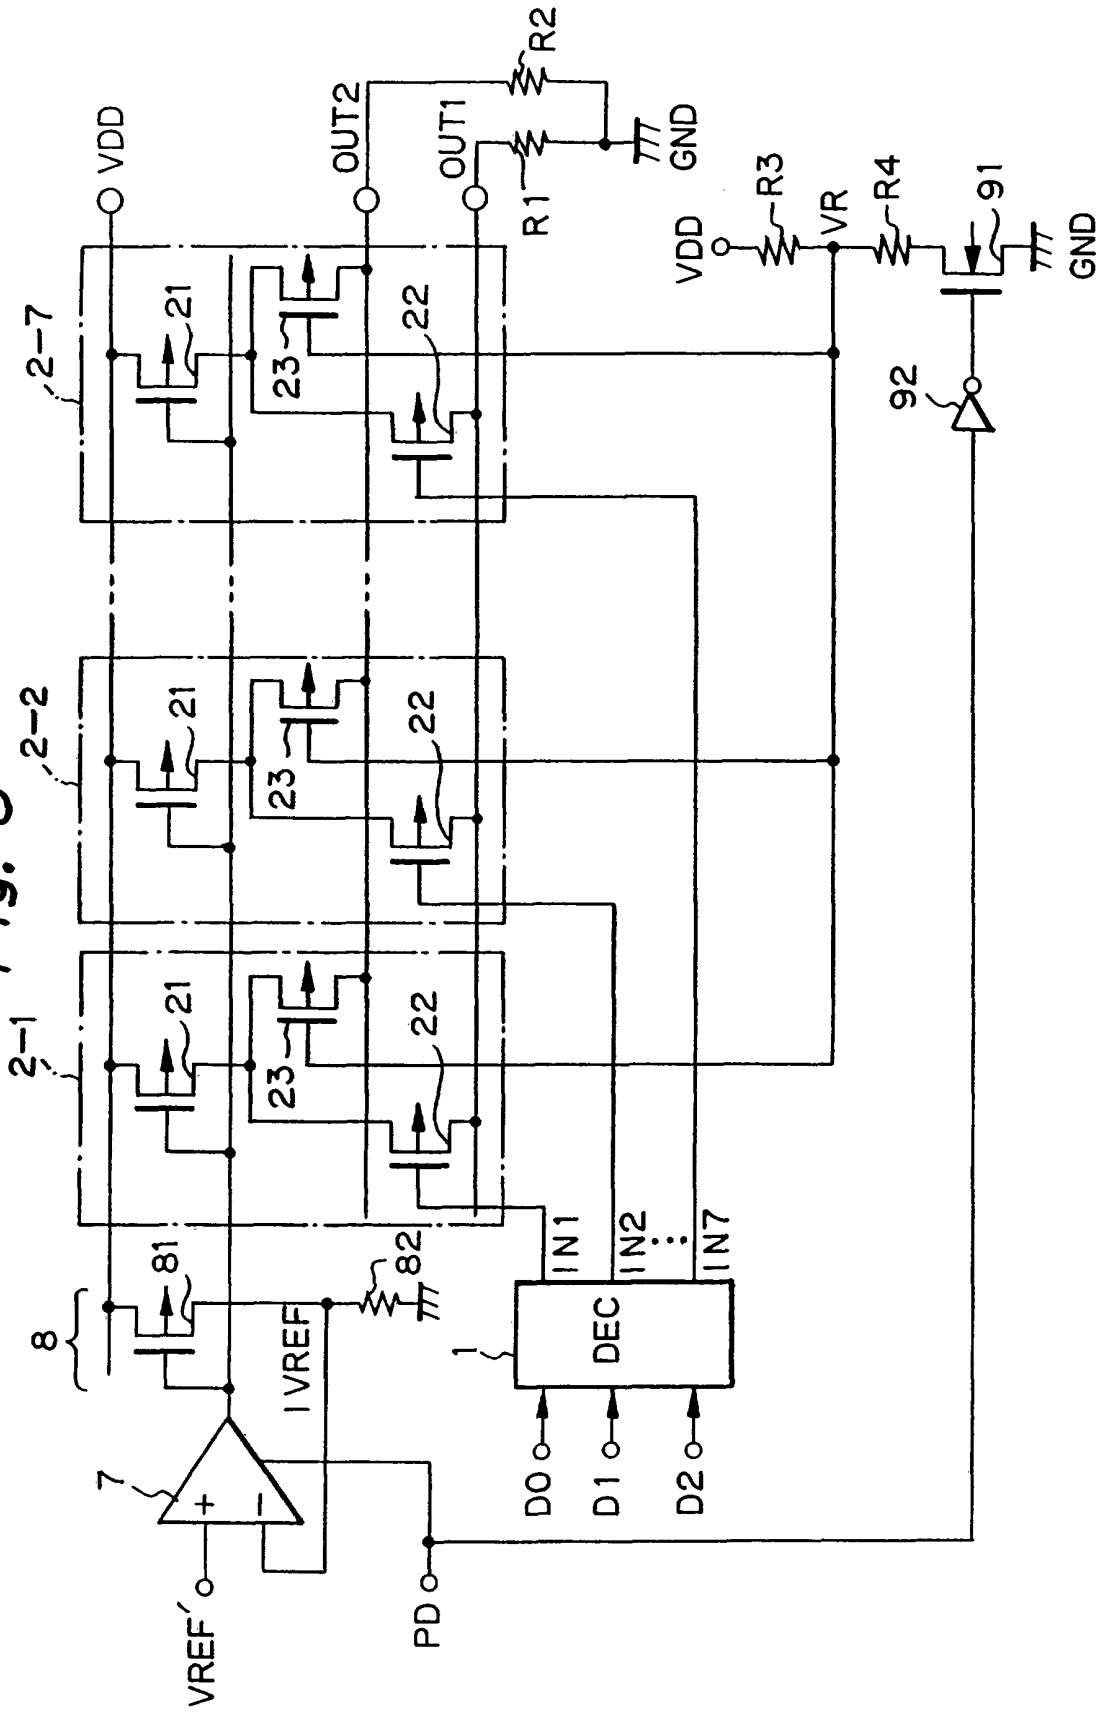 Fig.
2-1
2-2
2-7
VDD
8
81
21
21
21
7
VREF'
23
23
23
OUT2
R2
IVREF
82
22
22
22
OUT1
R1
GND
PD
1
DEC
D0
D1
D2
IN1
IN2
IN7
VDD
R3
VR
R4
91
92
GND
+
−